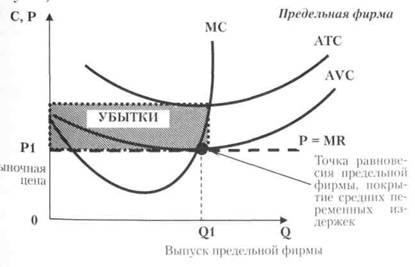 C, P
Предельная фирма
MC
ATC
AVC
УБЫТКИ
P1
P = MR
ыночная
цена
Точка равнове-
сия предельной
фирмы, покры-
тие средних пе-
ременных из-
держек
0
Q1
Q
Выпуск предельной фирмы